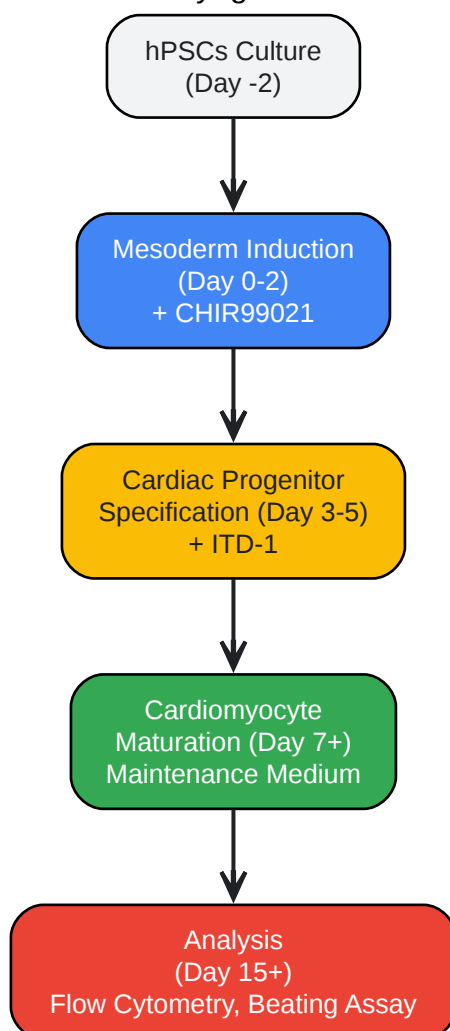 hPSCs Culture
(Day -2)
Mesoderm Induction
(Day 0-2)
+ CHIR99021
Cardiac Progenitor
Specification (Day 3-5)
+ ITD-1
Cardiomyocyte
Maturation (Day 7+)
Maintenance Medium
Analysis
(Day 15+)
Flow Cytometry, Beating Assay